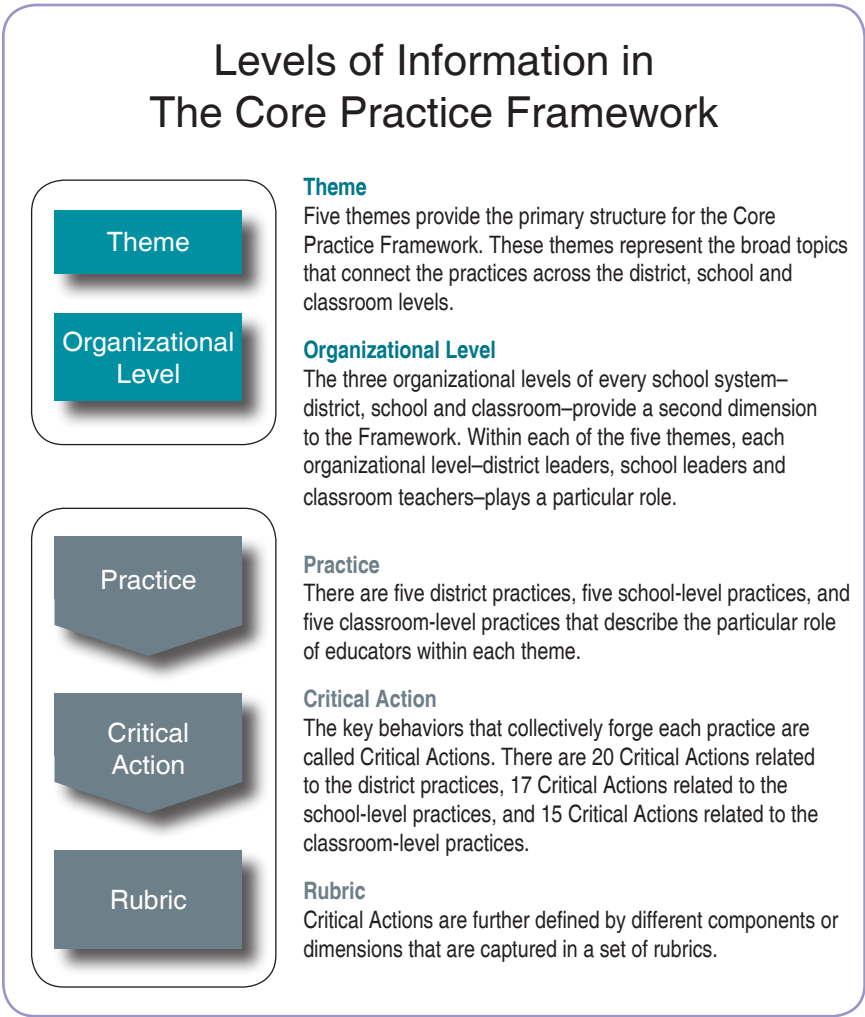 Levels of Information in
The Core Practice Framework
Theme
Organizational
Level
Theme
Five themes provide the primary structure for the Core
Practice Framework. These themes represent the broad topics
that connect the practices across the district, school and
classroom levels.
Organizational Level
The three organizational levels of every school system–
district, school and classroom–provide a second dimension
to the Framework. Within each of the five themes, each
organizational level–district leaders, school leaders and
classroom teachers–plays a particular role.
Practice
Critical
Action
Rubric
Practice
There are five district practices, five school-level practices, and
five classroom-level practices that describe the particular role
of educators within each theme.
Critical Action
The key behaviors that collectively forge each practice are
called Critical Actions. There are 20 Critical Actions related
to the district practices, 17 Critical Actions related to the
school-level practices, and 15 Critical Actions related to the
classroom-level practices.
Rubric
Critical Actions are further defined by different components or
dimensions that are captured in a set of rubrics.